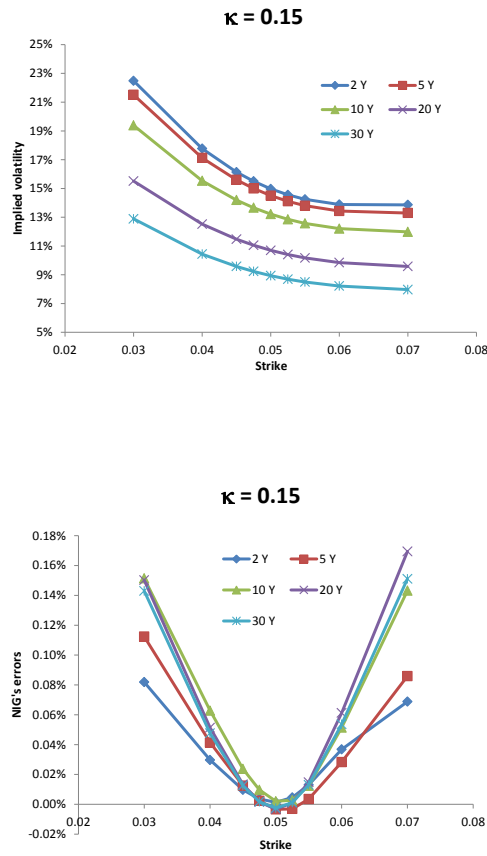 κ = 0.15
25%
23%
21%
19%
17%
15%
13%
11%
9%
7%
5%
Implied volatility
2 Y 5 Y
10 Y 20 Y
30 Y
0.02 0.03 0.04 0.05 0.06 0.07 0.08
Strike
κ = 0.15
0.18%
0.16%
0.14%
0.12%
0.10%
0.08%
0.06%
0.04%
0.02%
0.00%
-0.02%
NIG's errors
2 Y 5 Y
10 Y 20 Y
30 Y
0.02 0.03 0.04 0.05 0.06 0.07 0.08
Strike